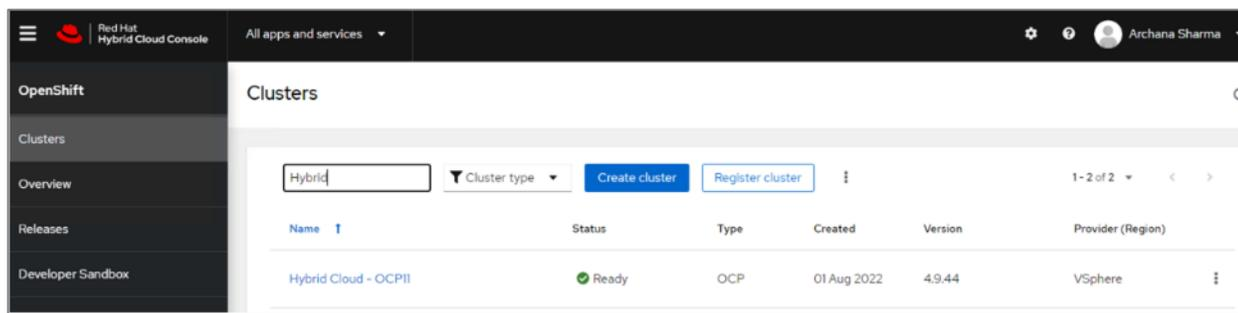 Red Hat
Hybrid Cloud Console
All apps and services
Archana Sharma
OpenShift
Clusters
Overview
Releases
Developer Sandbox
Clusters
Hybrid
Cluster type
Create cluster
Register cluster
1 - 2 of 2
Name Status Type Created Version Provider (Region)
Hybrid Cloud - OCP11 Ready OCP 01 Aug 2022 4.9.44 VSphere